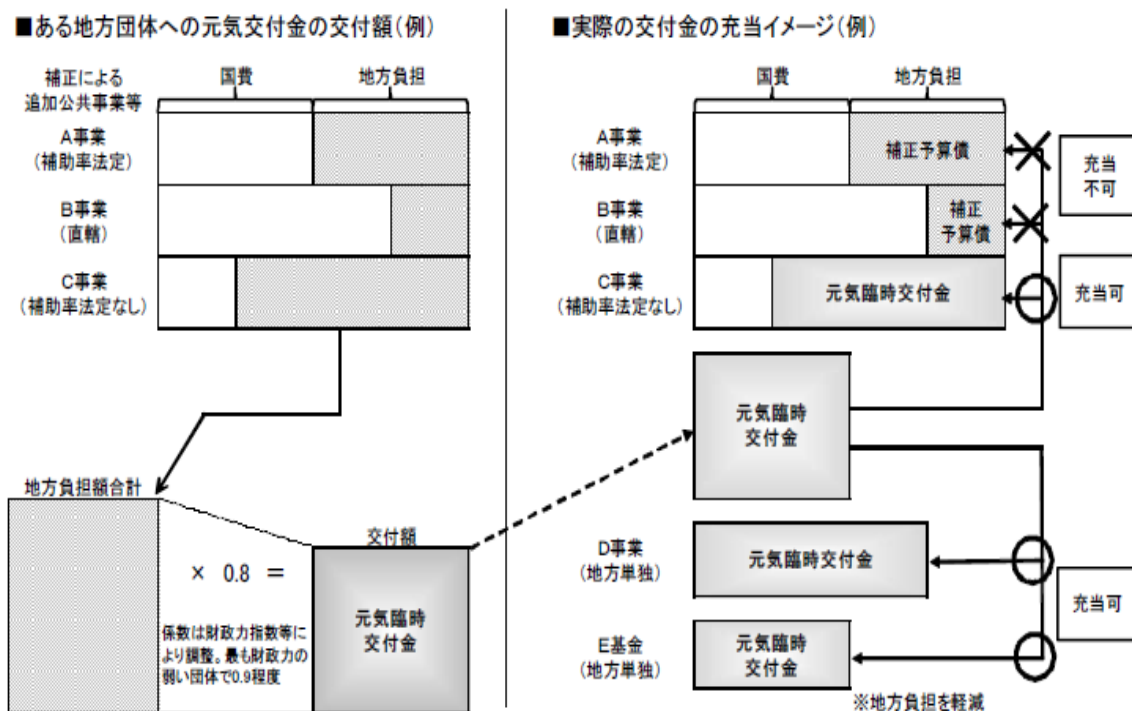 ■ある地方団体への元気交付金の交付額(例)
補正による
追加公共事業等
国費
地方負担
A事業
(補助率法定)
B事業
(直轄)
C事業
(補助率法定なし)
地方負担額合計
× 0.8 =
係数は財政力指数等に
より調整。最も財政力の
弱い団体で0.9程度
交付額
元気臨時
交付金
■実際の交付金の充当イメージ(例)
国費
地方負担
A事業
(補助率法定)
補正予算債
充当
不可
B事業
(直轄)
補正
予算債
C事業
(補助率法定なし)
元気臨時交付金
充当可
元気臨時
交付金
D事業
(地方単独)
元気臨時交付金
充当可
E基金
(地方単独)
元気臨時
交付金
※地方負担を軽減